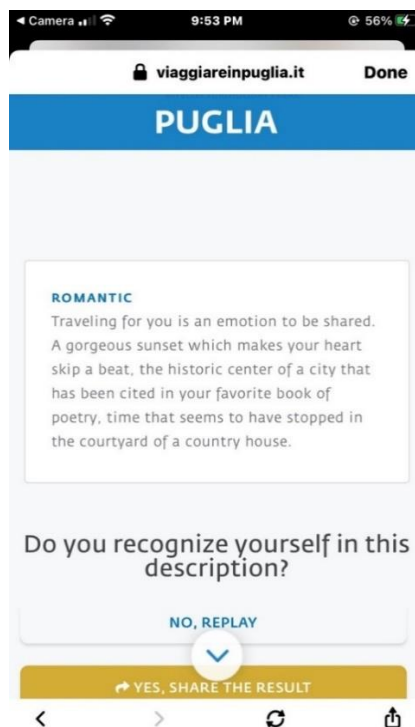 Camera
9:53 PM
56%
viaggiareinpuglia.it
Done
PUGLIA
ROMANTIC
Traveling for you is an emotion to be shared.
A gorgeous sunset which makes your heart
skip a beat, the historic center of a city that
has been cited in your favorite book of
poetry, time that seems to have stopped in
the courtyard of a country house.
Do you recognize yourself in this
description?
NO, REPLAY
YES, SHARE THE RESULT